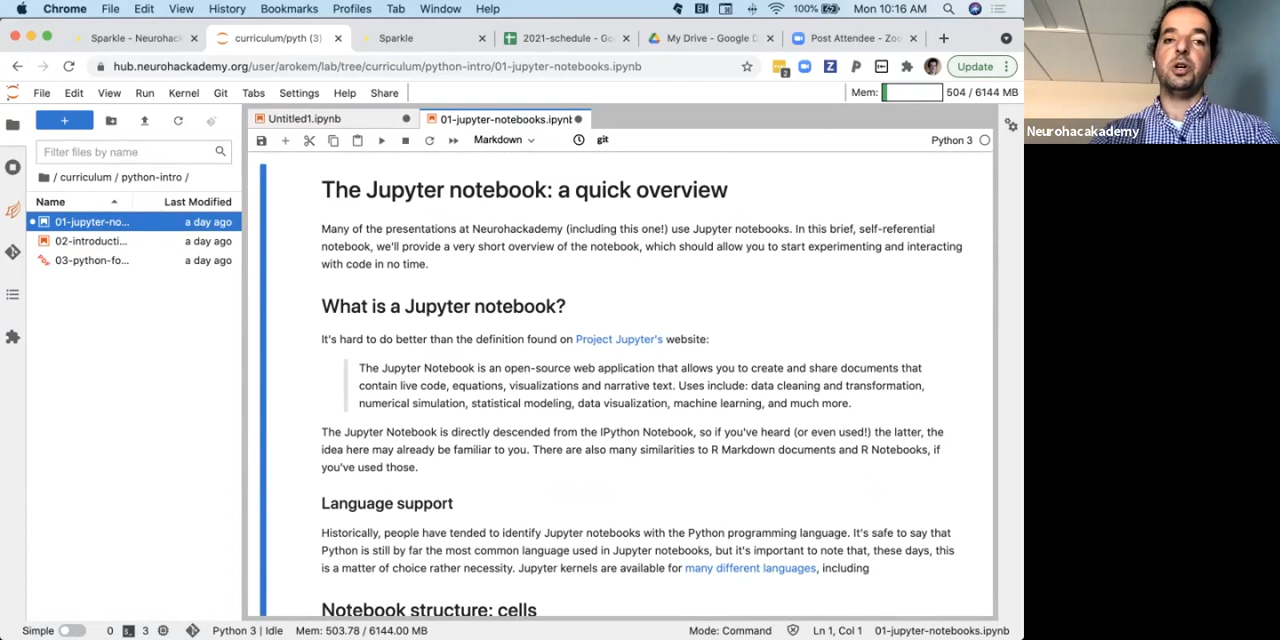 Chrome File Edit View History Bookmarks Profiles Tab Window Help 100% Mon 10:16 AM
Sparkle - Neurohac curriculum/pyth (3) Sparkle 2021-schedule - Go My Drive - Google D Post Attendee - Zoo
hub.neurohackademy.org/user/arokem/lab/tree/curriculum/python-intro/01-jupyter-notebooks.ipynb 2 Update
File Edit View Run Kernel Git Tabs Settings Help Share Mem: 504 / 6144 MB
Untitled1.ipynb 01-jupyter-notebooks.ipynb
Markdown git Python 3
Filter files by name
/ curriculum / python-intro /
Name Last Modified
01-jupyter-no... a day ago
02-introducti... a day ago
03-python-fo... a day ago
The Jupyter notebook: a quick overview
Many of the presentations at Neurohackademy (including this one!) use Jupyter notebooks. In this brief, self-referential
notebook, we'll provide a very short overview of the notebook, which should allow you to start experimenting and interacting
with code in no time.
What is a Jupyter notebook?
It's hard to do better than the definition found on Project Jupyter's website:
The Jupyter Notebook is an open-source web application that allows you to create and share documents that
contain live code, equations, visualizations and narrative text. Uses include: data cleaning and transformation,
numerical simulation, statistical modeling, data visualization, machine learning, and much more.
The Jupyter Notebook is directly descended from the IPython Notebook, so if you've heard (or even used!) the latter, the
idea here may already be familiar to you. There are also many similarities to R Markdown documents and R Notebooks, if
you've used those.
Language support
Historically, people have tended to identify Jupyter notebooks with the Python programming language. It's safe to say that
Python is still by far the most common language used in Jupyter notebooks, but it's important to note that, these days, this
is a matter of choice rather necessity. Jupyter kernels are available for many different languages, including
Notebook structure: cells
Simple 0 3 Python 3 | Idle Mem: 503.78 / 6144.00 MB Mode: Command Ln 1, Col 1 01-jupyter-notebooks.ipynb
Neurohacakademy